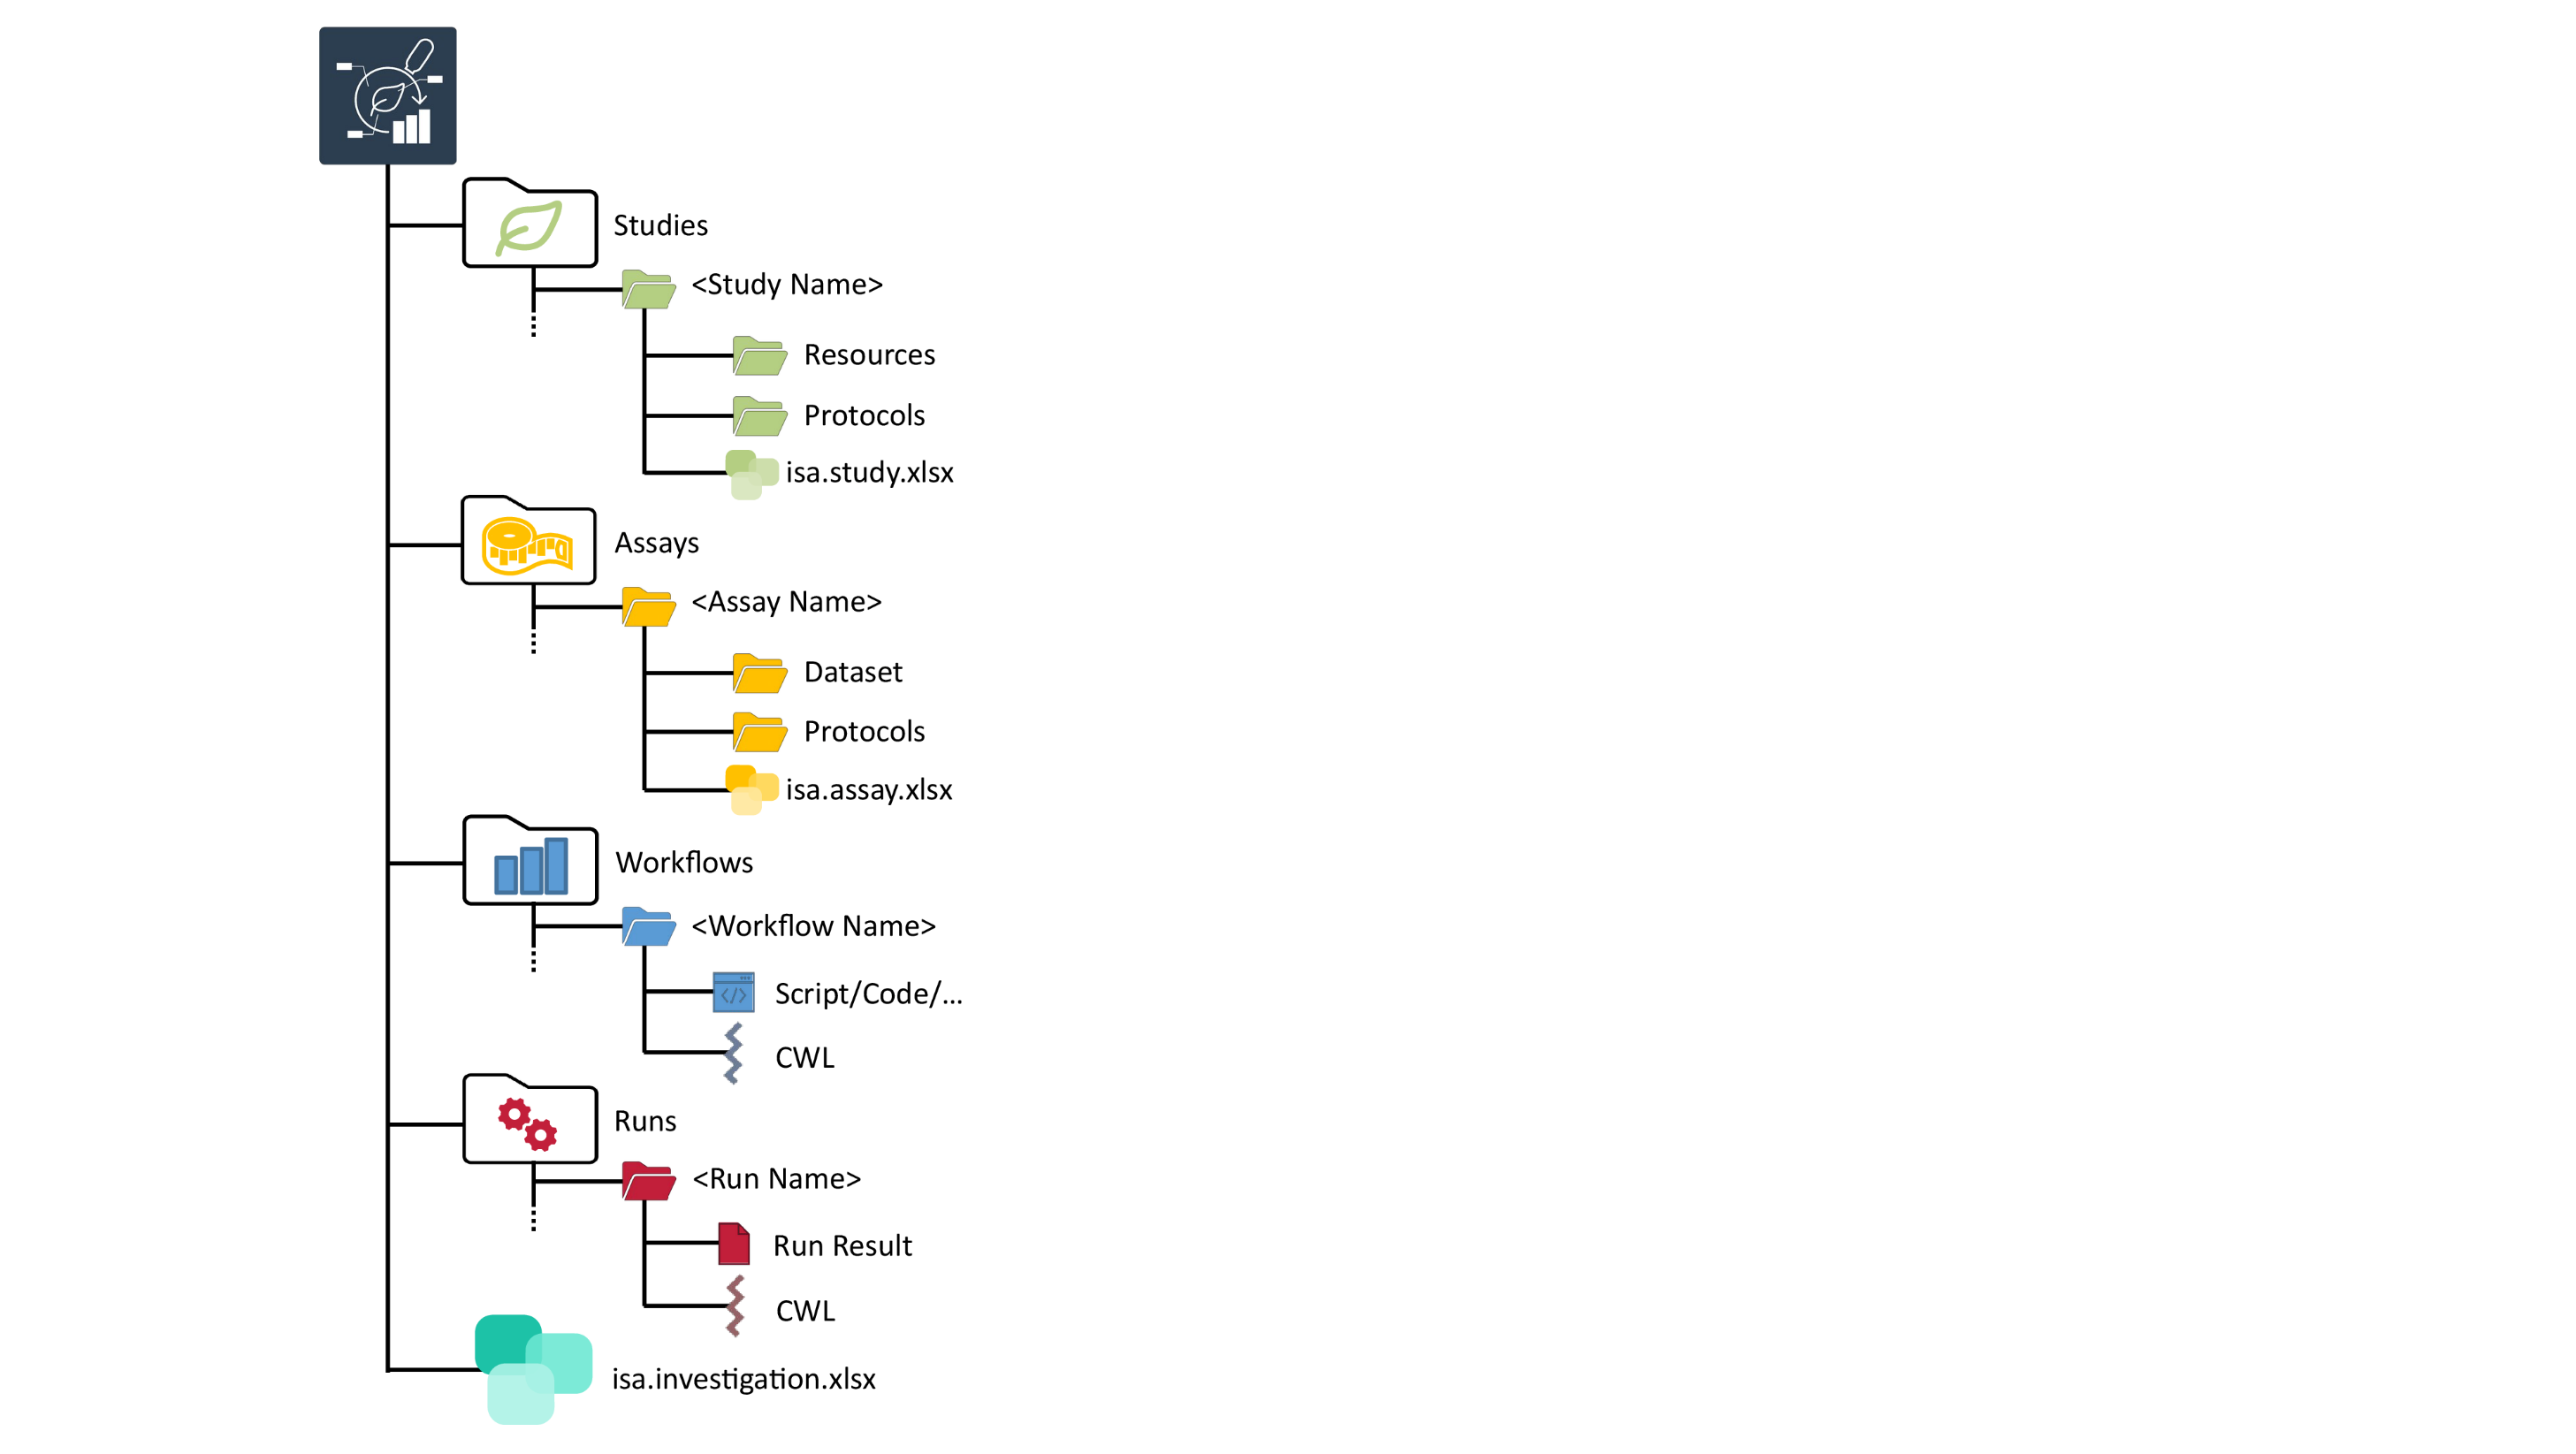 Studies
<Study Name>
Resources
Protocols
isa.study.xlsx
Assays
<Assay Name>
Dataset
Protocols
isa.assay.xlsx
Workflows
<Workflow Name>
Script/Code/...
</>
CWL
Runs
<Run Name>
Run Result
CWL
isa.investigation.xlsx